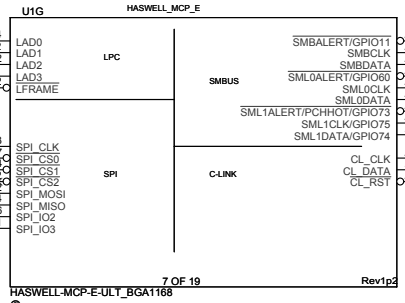 U1G
HASWELL_MCP_E
LAD0
LAD1
LAD2
LAD3
LFRAME
LPC
SMBUS
SMBALERT/GPIO11
SMBCLK
SMBDATA
SML0ALERT/GPIO60
SML0CLK
SML0DATA
SML1ALERT/PCHHOT/GPIO73
SML1CLK/GPIO75
SML1DATA/GPIO74
SPI_CLK
SPI_CS0
SPI_CS1
SPI_CS2
SPI_MOSI
SPI_MISO
SPI_IO2
SPI_IO3
SPI
C-LINK
CL_CLK
CL_DATA
CL_RST
7 OF 19
Rev1p2
HASWELL-MCP-E-ULT_BGA1168